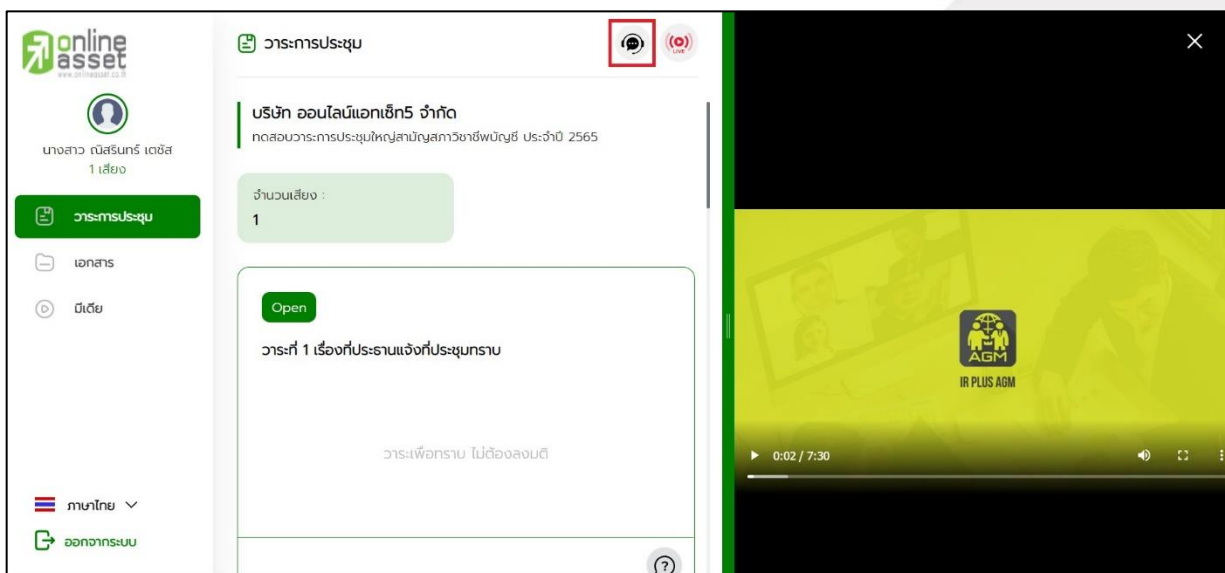 online
asset
www.onlineasset.co.th
นางสาว ณิสรินทร์ เตชัส
1 เสียง
วาระการประชุม
เอกสาร
มีเดีย
ภาษาไทย
ออกจากระบบ
วาระการประชุม
LIVE
บริษัท ออนไลน์แอทเซ็ท5 จำกัด
ทดสอบวาระการประชุมใหญ่สามัญสภาวิชาชีพบัญชี ประจำปี 2565
จำนวนเสียง :
1
Open
วาระที่ 1 เรื่องที่ประธานแจ้งที่ประชุมทราบ
วาระเพื่อทราบ ไม่ต้องลงมติ
?
AGM
IR PLUS AGM
0:02 / 7:30